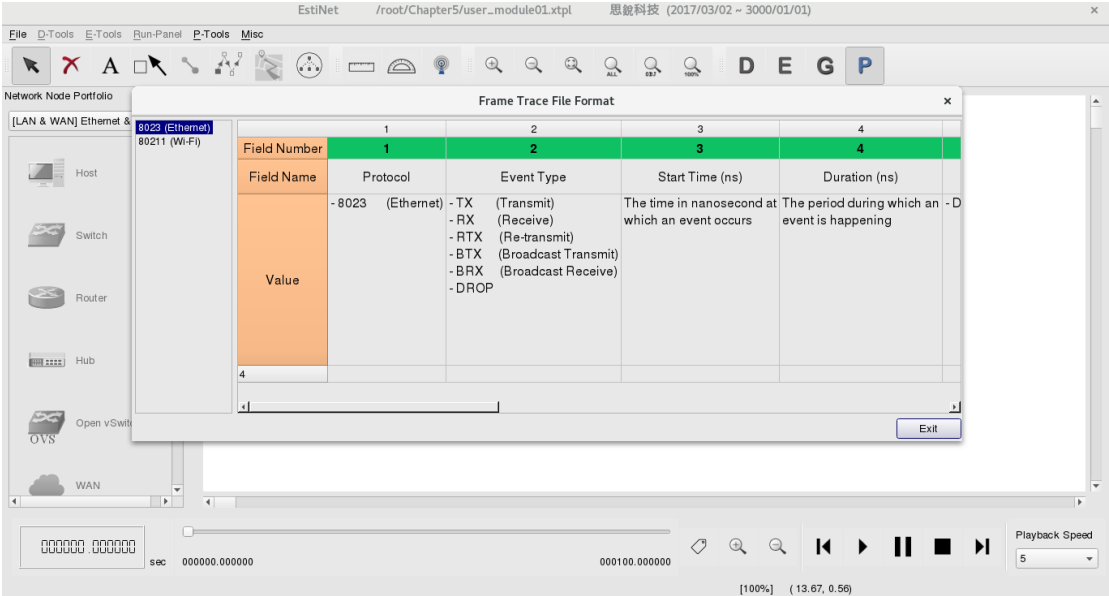 EstiNet /root/Chapter5/user_module01.xtpl 思銳科技 (2017/03/02 ~ 3000/01/01)
File D-Tools E-Tools Run-Panel P-Tools Misc
A ALL OBJ 100% D E G P
Network Node Portfolio
[LAN & WAN] Ethernet &
Host
Switch
Router
Hub
Open vSwitc
OVS
WAN
Frame Trace File Format
8023 (Ethernet)
80211 (Wi-Fi)
1 2 3 4
Field Number 1 2 3 4
Field Name Protocol Event Type Start Time (ns) Duration (ns)
Value
- 8023 (Ethernet)
- TX (Transmit)
- RX (Receive)
- RTX (Re-transmit)
- BTX (Broadcast Transmit)
- BRX (Broadcast Receive)
- DROP
The time in nanosecond at
which an event occurs
The period during which an
event is happening
- D
4
Exit
000000.000000 sec
000000.000000 000100.000000
Playback Speed
5
[100%] (13.67, 0.56)